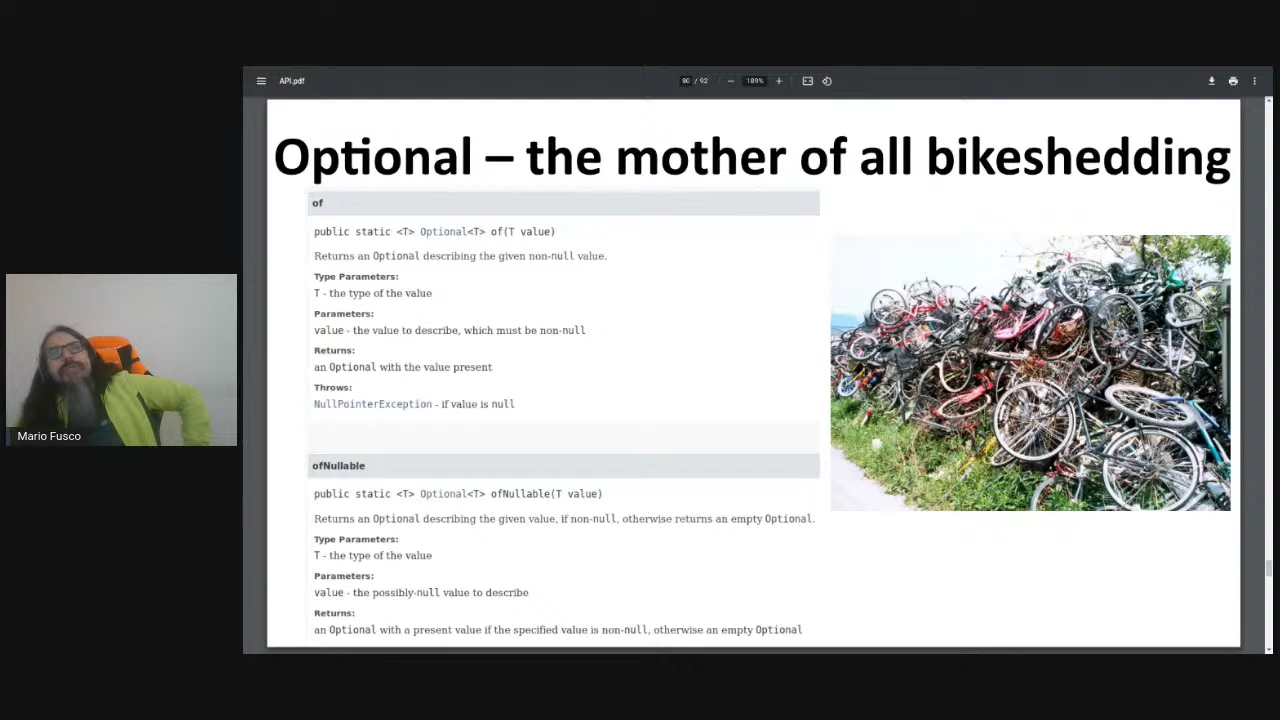 API.pdf
80 / 92
189%
Optional – the mother of all bikeshedding
of
public static <T> Optional<T> of(T value)
Returns an Optional describing the given non-null value.
Type Parameters:
T - the type of the value
Parameters:
value - the value to describe, which must be non-null
Returns:
an Optional with the value present
Throws:
NullPointerException - if value is null
ofNullable
public static <T> Optional<T> ofNullable(T value)
Returns an Optional describing the given value, if non-null, otherwise returns an empty Optional.
Type Parameters:
T - the type of the value
Parameters:
value - the possibly-null value to describe
Returns:
an Optional with a present value if the specified value is non-null, otherwise an empty Optional
Mario Fusco